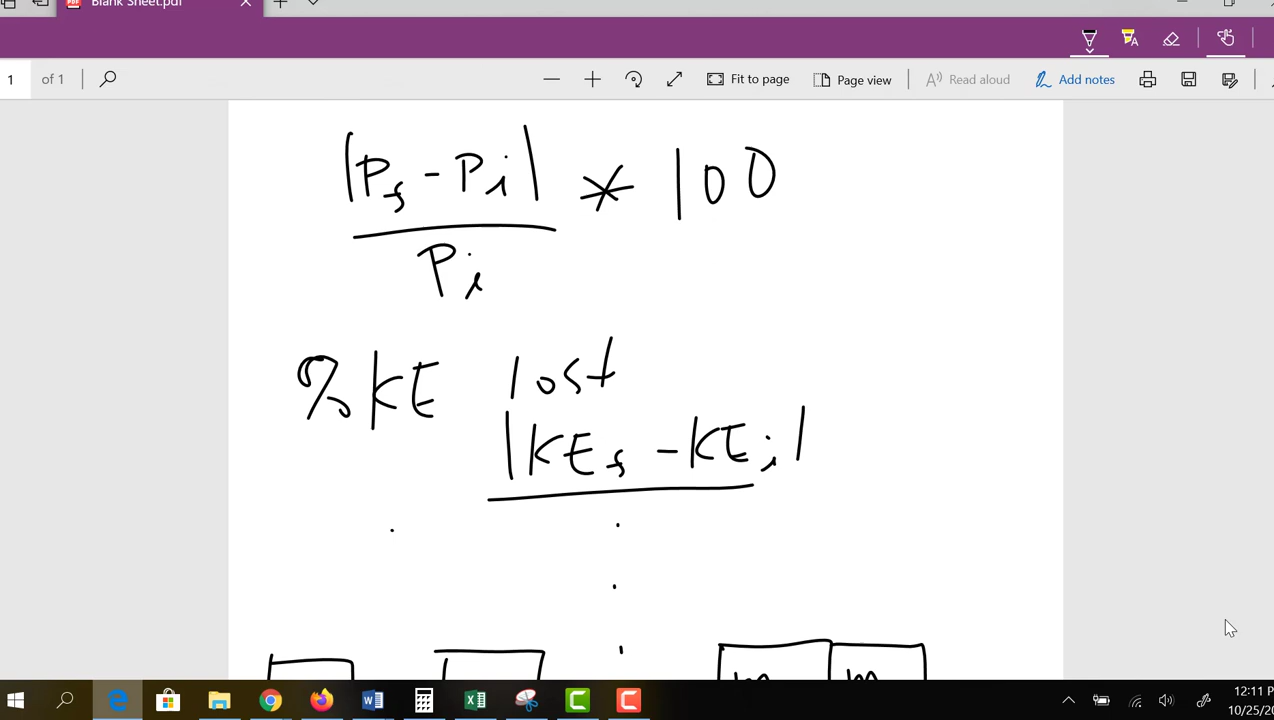 Blank Sheet.pdf
1 of 1 Fit to page Page view Read aloud Add notes
|Pf - Pi| * 100
Pi
% KE lost
|KEf - KEi|
m m
12:11 P
10/25/20